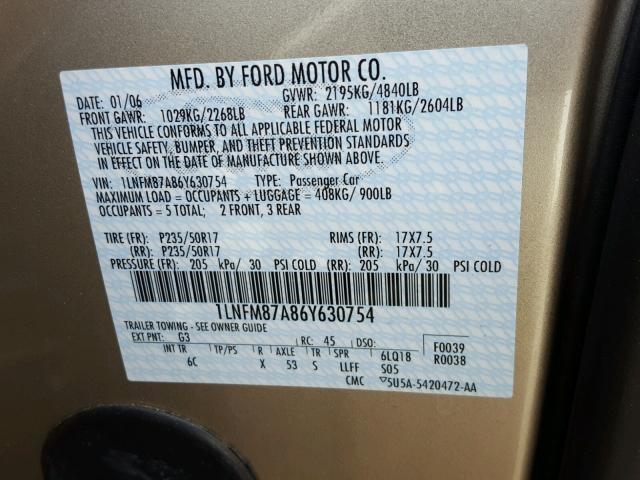 MFD. BY FORD MOTOR CO.
DATE: 01/06 GVWR: 2195KG/4840LB
FRONT GAWR: 1029KG/2268LB REAR GAWR: 1181KG/2604LB
THIS VEHICLE CONFORMS TO ALL APPLICABLE FEDERAL MOTOR
VEHICLE SAFETY, BUMPER, AND THEFT PREVENTION STANDARDS
IN EFFECT ON THE DATE OF MANUFACTURE SHOWN ABOVE.
VIN: 1LNFM87A86Y630754 TYPE: Passenger Car
MAXIMUM LOAD = OCCUPANTS + LUGGAGE = 408KG/ 900LB
OCCUPANTS = 5 TOTAL; 2 FRONT, 3 REAR
TIRE (FR): P235/50R17 RIMS (FR): 17X7.5
(RR): P235/50R17 (RR): 17X7.5
PRESSURE (FR): 205 kPa/ 30 PSI COLD (RR): 205 kPa/ 30 PSI COLD
1LNFM87A86Y630754
TRAILER TOWING - SEE OWNER GUIDE
EXT PNT: G3 RC: 45 DSO: F0039
INT TR TP/PS R AXLE TR SPR 6LQ18 R0038
6C X 53 S LLFF S05
CMC ▽5U5A-5420472-AA